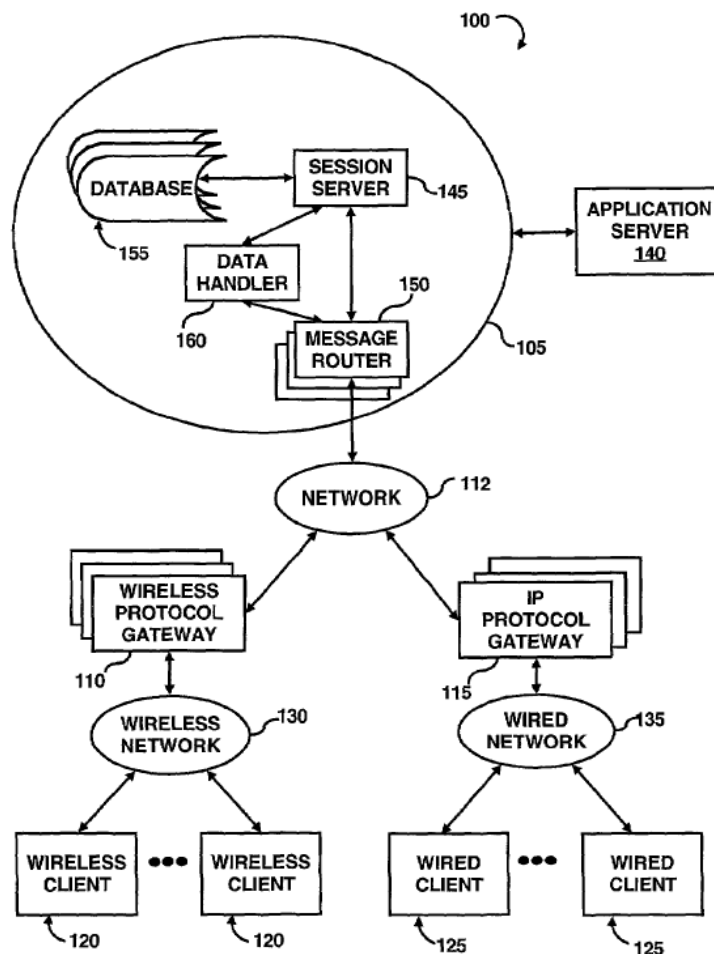 100
DATABASE
155
SESSION
SERVER
145
APPLICATION
SERVER
140
DATA
HANDLER
160
150
MESSAGE
ROUTER
105
NETWORK
112
WIRELESS
PROTOCOL
GATEWAY
110
IP
PROTOCOL
GATEWAY
115
WIRELESS
NETWORK
130
WIRED
NETWORK
135
WIRELESS
CLIENT
120
WIRELESS
CLIENT
120
WIRED
CLIENT
125
WIRED
CLIENT
125